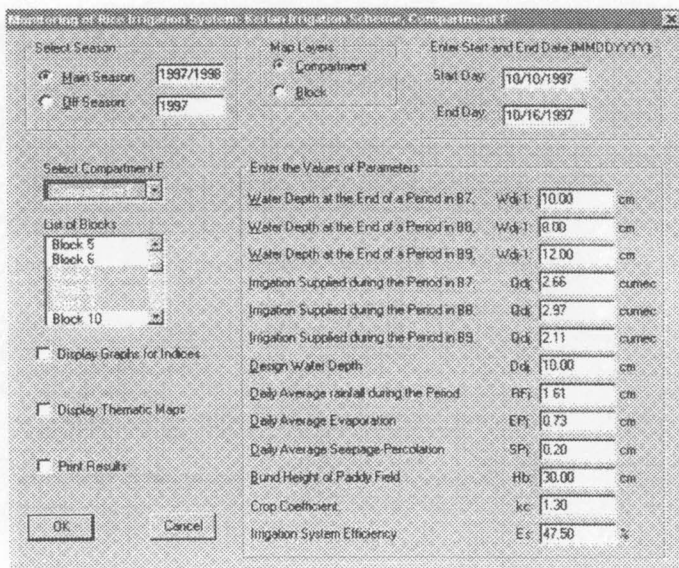 Monitoring of Rice Irrigation System: Kerian Irrigation Scheme, Compartment F
Select Season
Main Season 1997/1998
Off Season 1997
Map Layers
Compartment
Block
Enter Start and End Date (MMDDYYYY):
Start Day: 10/10/1997
End Day: 10/16/1997
Select Compartment F
List of Blocks
Block 5
Block 6
Block 10
Display Graphs for Indices
Display Thematic Maps
Print Results
OK Cancel
Enter the Values of Parameters
Water Depth at the End of a Period in B7, Wdj-1: 10.00 cm
Water Depth at the End of a Period in B8, Wdj-1: 8.00 cm
Water Depth at the End of a Period in B9, Wdj-1: 12.00 cm
Irrigation Supplied during the Period in B7 Qdj: 2.66 cumec
Irrigation Supplied during the Period in B8 Qdj: 2.97 cumec
Irrigation Supplied during the Period in B9 Qdj: 2.11 cumec
Design Water Depth Ddj: 10.00 cm
Daily Average rainfall during the Period RFj: 1.61 cm
Daily Average Evaporation EPj: 0.73 cm
Daily Average Seepage-Percolation SPj: 0.20 cm
Bund Height of Paddy Field Hb: 30.00 cm
Crop Coefficient kc: 1.30
Irrigation System Efficiency Es: 47.50 %